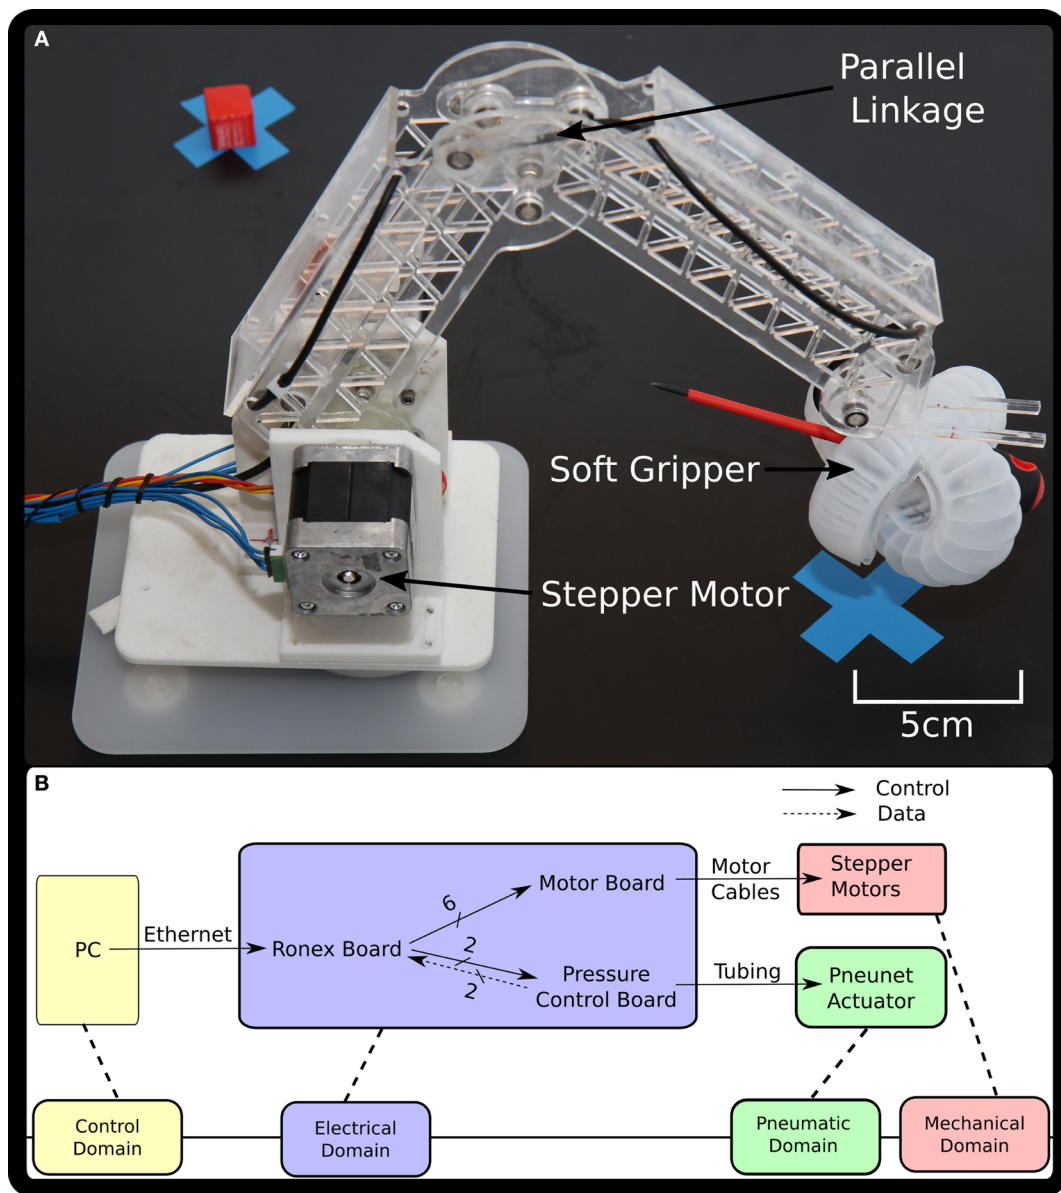 A
Parallel
Linkage
Soft Gripper
Stepper Motor
5cm
B
Control
Data
Motor
Cables
Stepper
Motors
6
Motor Board
PC
Ethernet
Ronex Board
2
2
Pressure
Control Board
Tubing
Pneunet
Actuator
Control
Domain
Electrical
Domain
Pneumatic
Domain
Mechanical
Domain